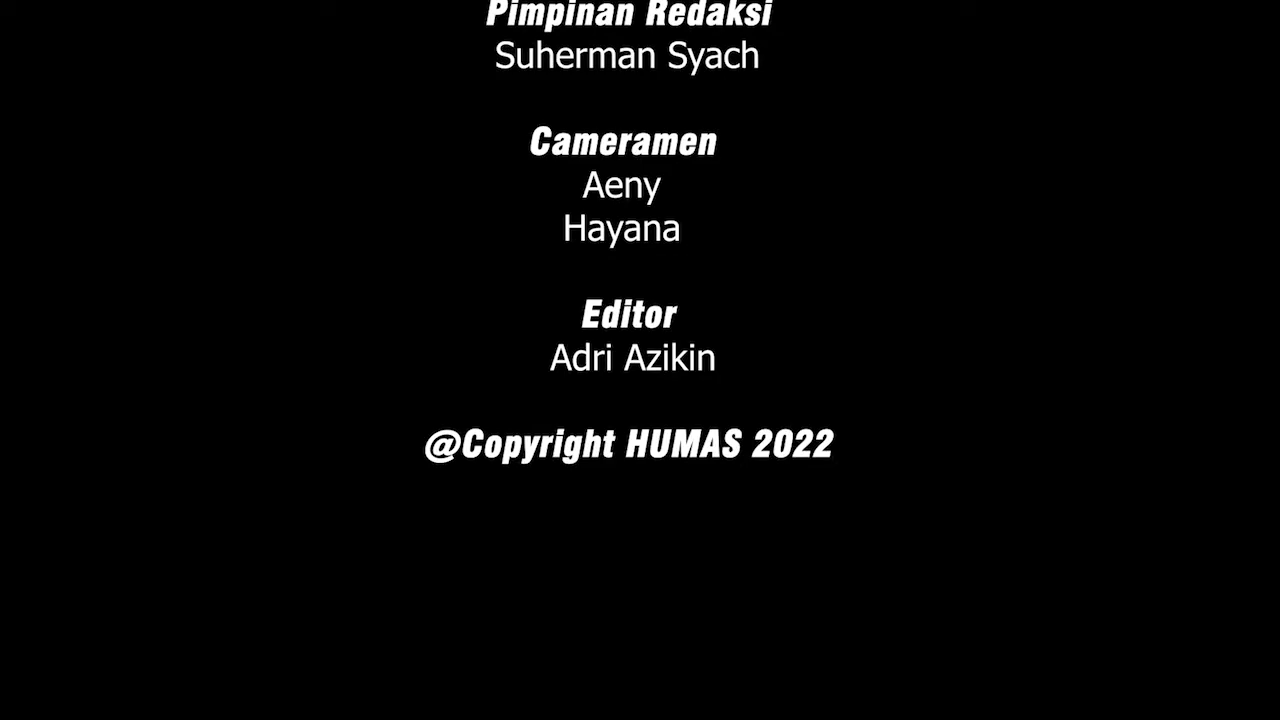 Pimpinan Redaksi
Suherman Syach
Cameramen
Aeny
Hayana
Editor
Adri Azikin
@Copyright HUMAS 2022